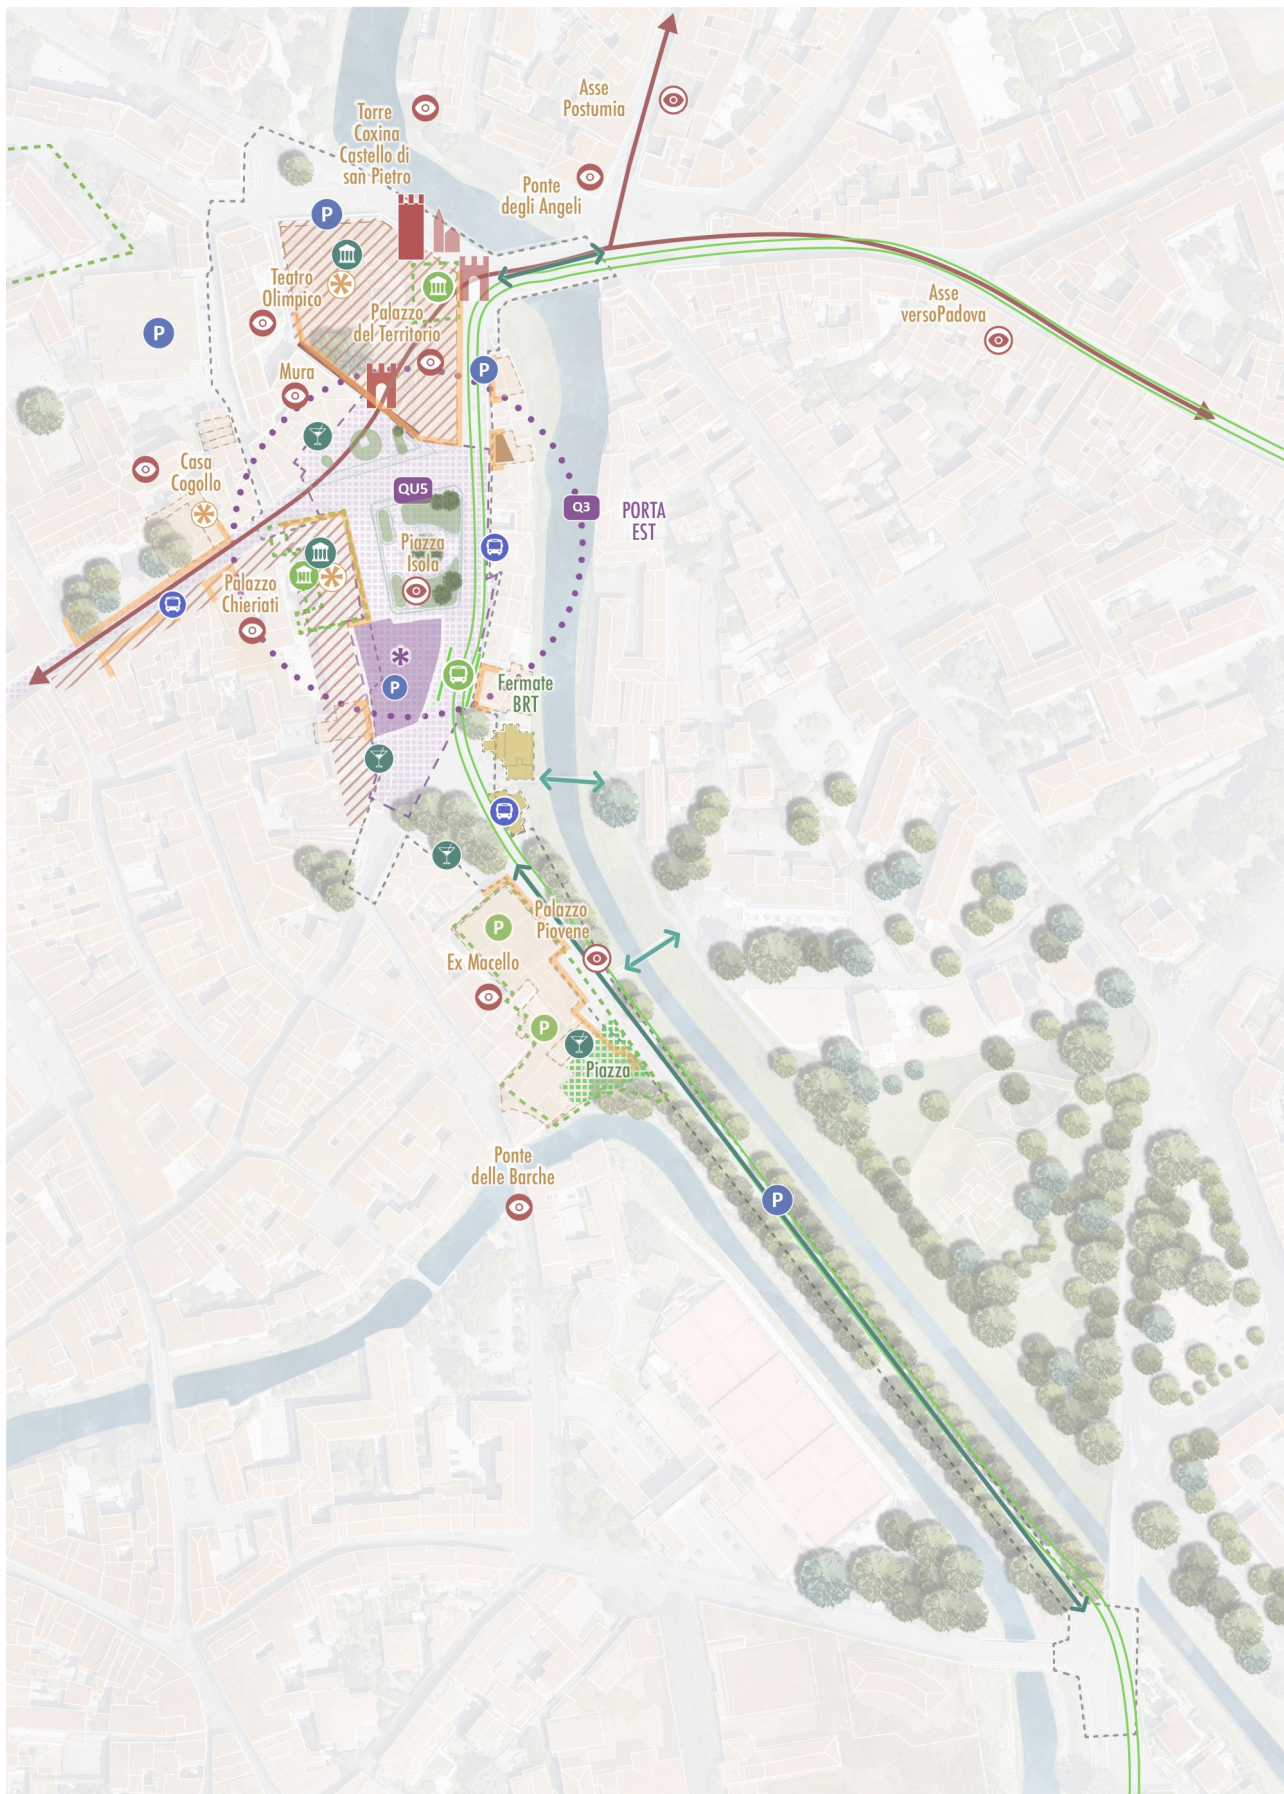 Asse
Postumia
Torre
Coxina
Castello di
san Pietro
Ponte
degli Angeli
P
Teatro
Olimpico
Palazzo
del Territorio
Asse
versoPadova
P
Mura
P
Casa
Cogollo
QU5
Q3
PORTA
EST
Piazza
Isola
Palazzo
Chieriati
P
Fermate
BRT
Palazzo
Piovene
P
Ex Macello
P
Piazza
Ponte
delle Barche
P